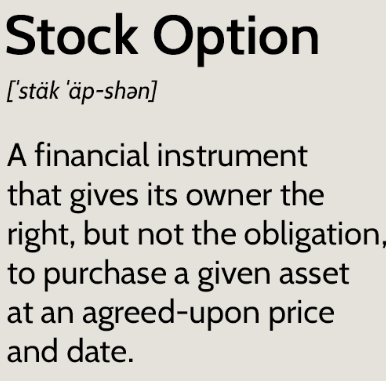 Stock Option
[ˈstäk ˈäp-shən]
A financial instrument
that gives its owner the
right, but not the obligation,
to purchase a given asset
at an agreed-upon price
and date.